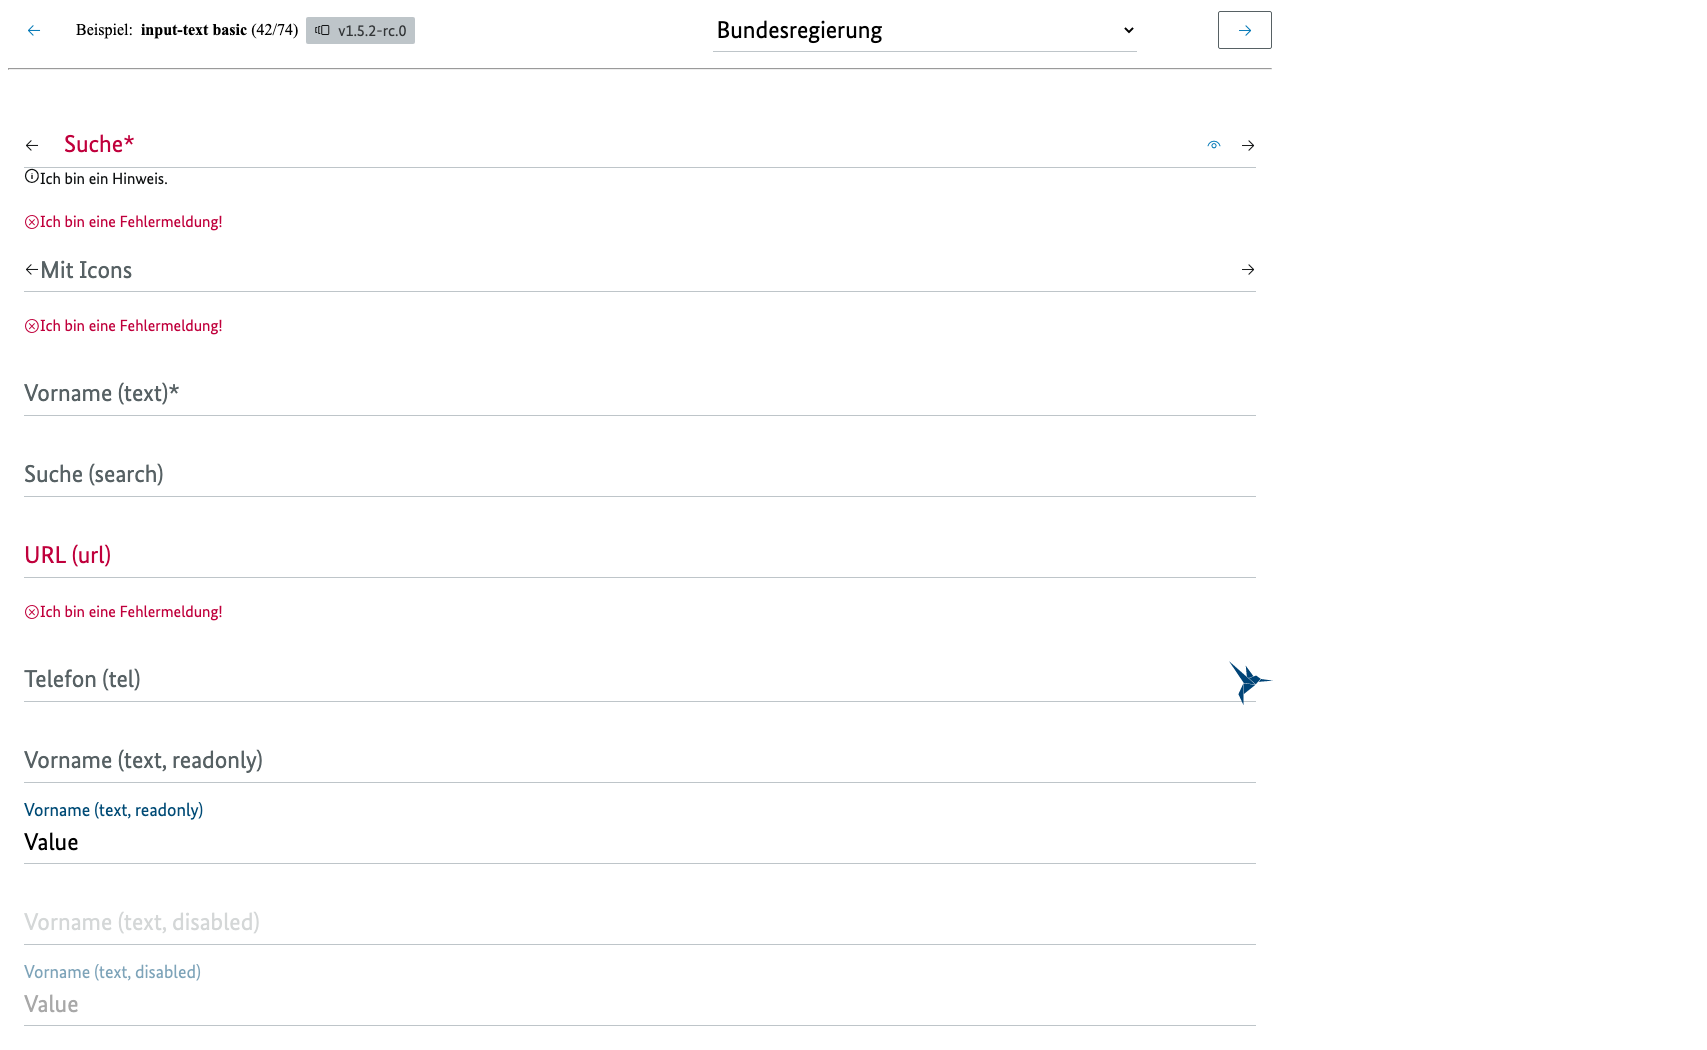 Beispiel: input-text basic (42/74) v1.5.2-rc.0 Bundesregierung
Suche*
Ich bin ein Hinweis.
Ich bin eine Fehlermeldung!
Mit Icons
Ich bin eine Fehlermeldung!
Vorname (text)*
Suche (search)
URL (url)
Ich bin eine Fehlermeldung!
Telefon (tel)
Vorname (text, readonly)
Vorname (text, readonly)
Value
Vorname (text, disabled)
Vorname (text, disabled)
Value